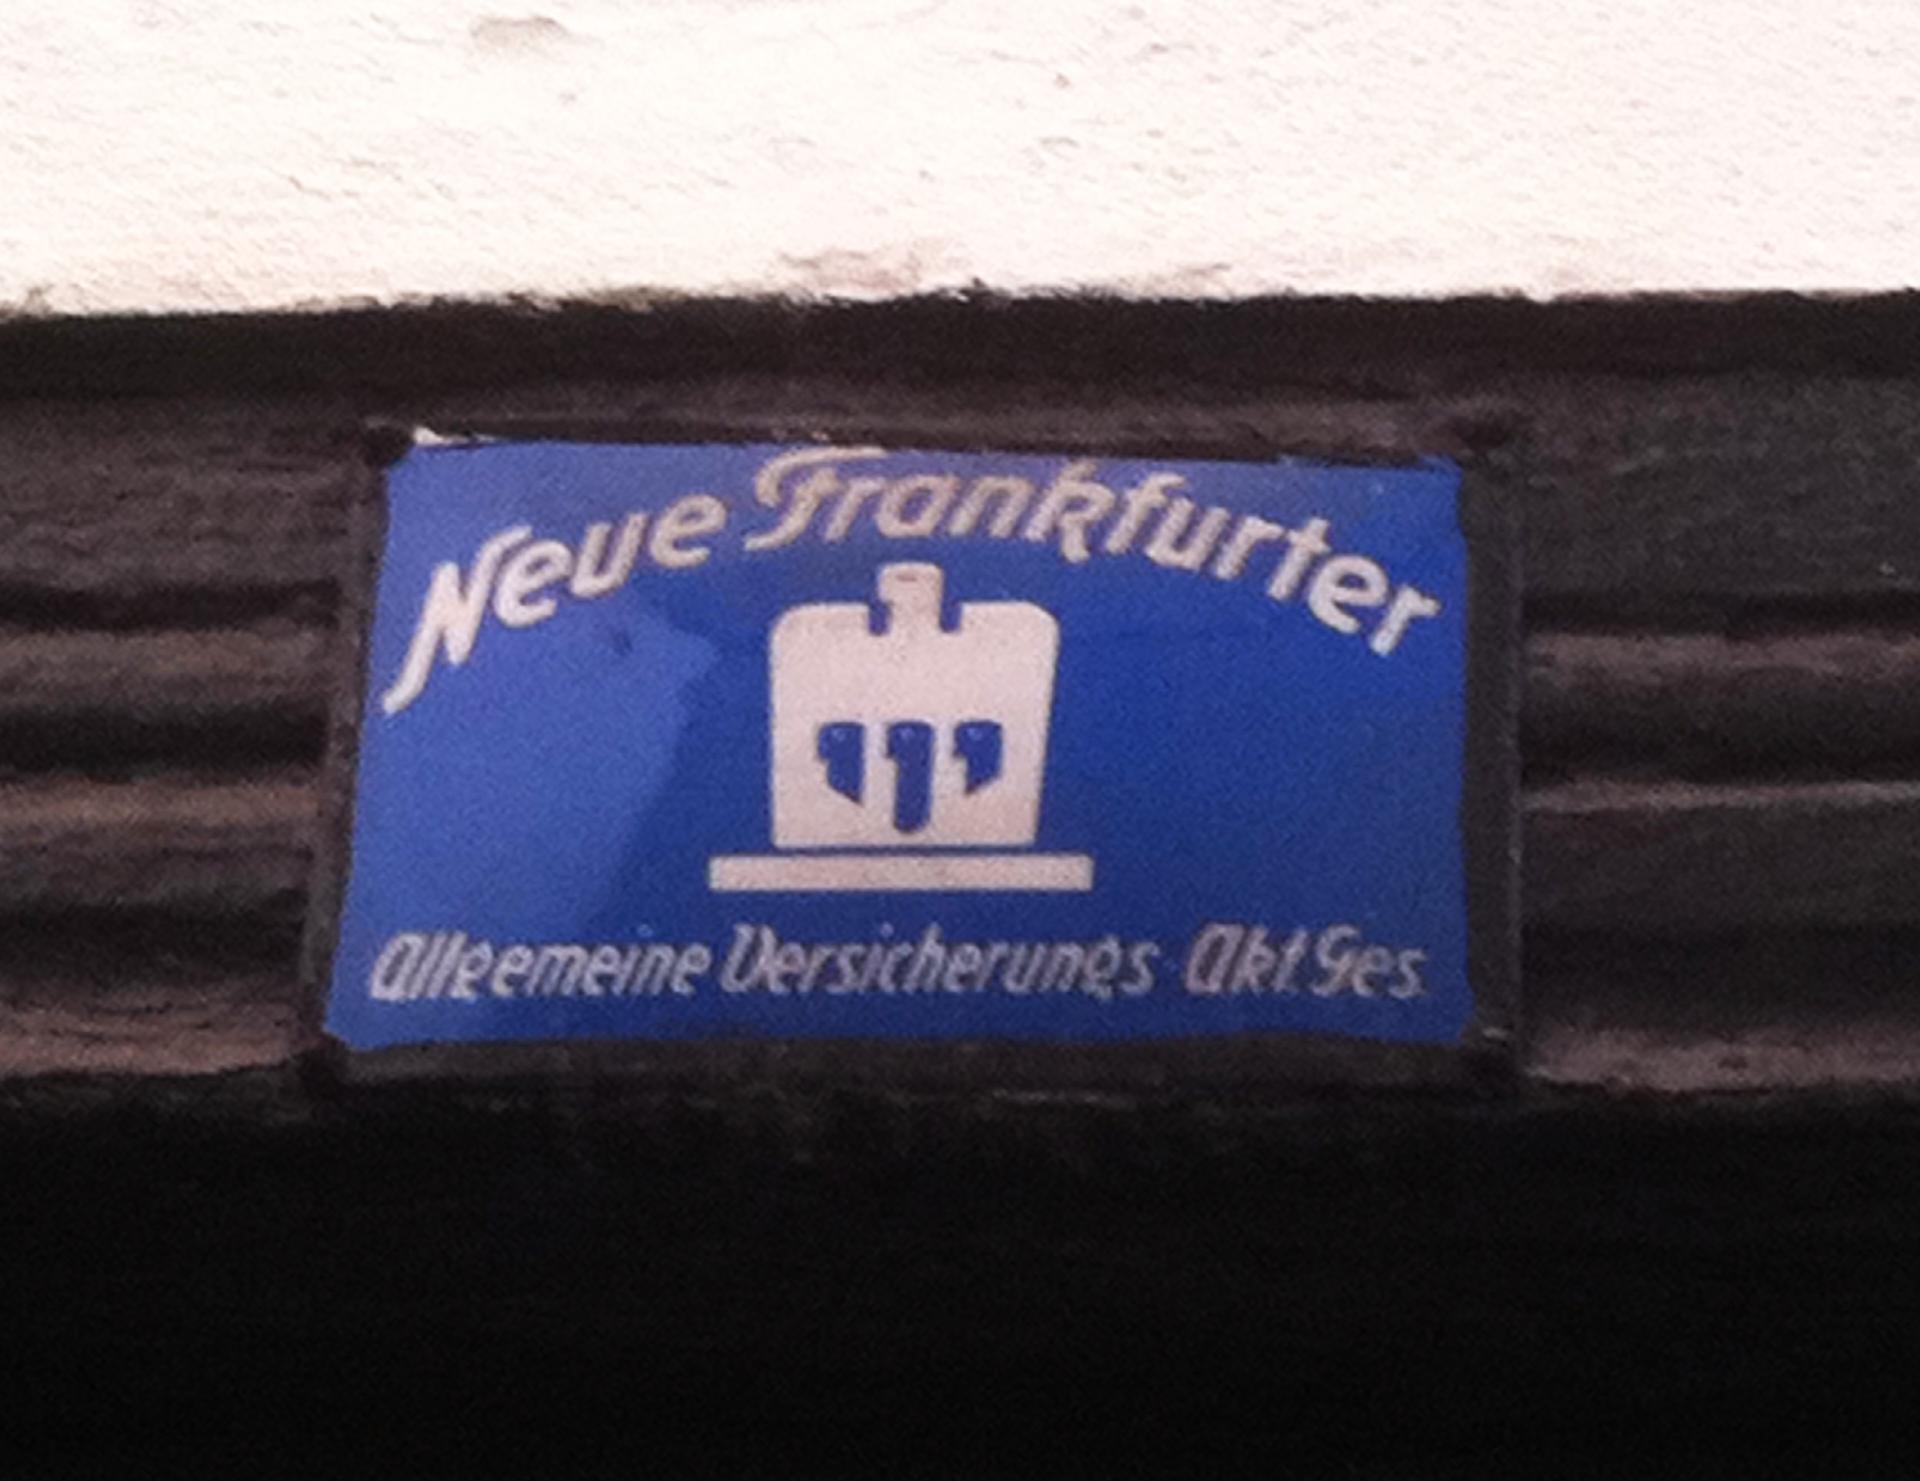 Neue Frankfurter
Allgemeine Versicherungs Akt.Ges.